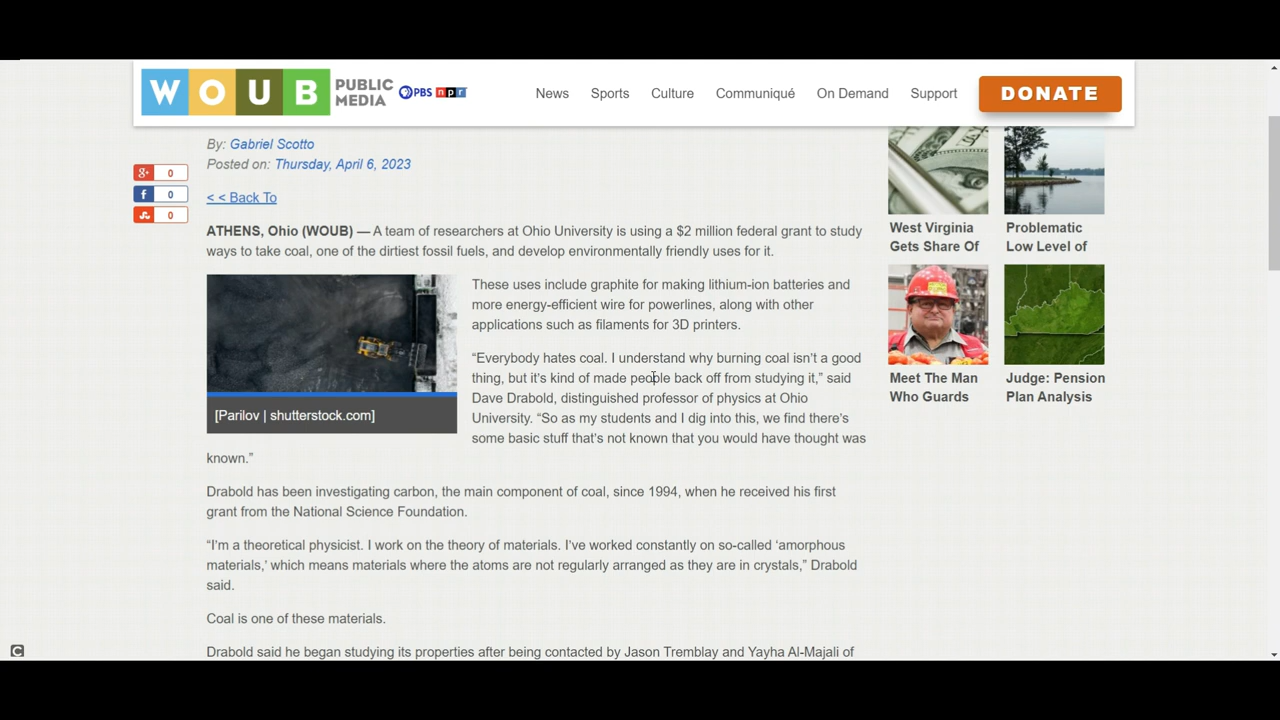 WOUB PUBLIC MEDIA PBS npr
News Sports Culture Communiqué On Demand Support DONATE
By: Gabriel Scotto
Posted on: Thursday, April 6, 2023
g+ 0
f 0
0
< < Back To
ATHENS, Ohio (WOUB) — A team of researchers at Ohio University is using a $2 million federal grant to study
ways to take coal, one of the dirtiest fossil fuels, and develop environmentally friendly uses for it.
[Parilov | shutterstock.com]
These uses include graphite for making lithium-ion batteries and
more energy-efficient wire for powerlines, along with other
applications such as filaments for 3D printers.
“Everybody hates coal. I understand why burning coal isn’t a good
thing, but it’s kind of made people back off from studying it,” said
Dave Drabold, distinguished professor of physics at Ohio
University. “So as my students and I dig into this, we find there’s
some basic stuff that’s not known that you would have thought was
known.”
Drabold has been investigating carbon, the main component of coal, since 1994, when he received his first
grant from the National Science Foundation.
“I’m a theoretical physicist. I work on the theory of materials. I’ve worked constantly on so-called ‘amorphous
materials,’ which means materials where the atoms are not regularly arranged as they are in crystals,” Drabold
said.
Coal is one of these materials.
Drabold said he began studying its properties after being contacted by Jason Tremblay and Yayha Al-Majali of
West Virginia
Gets Share Of
Problematic
Low Level of
Meet The Man
Who Guards
Judge: Pension
Plan Analysis
C